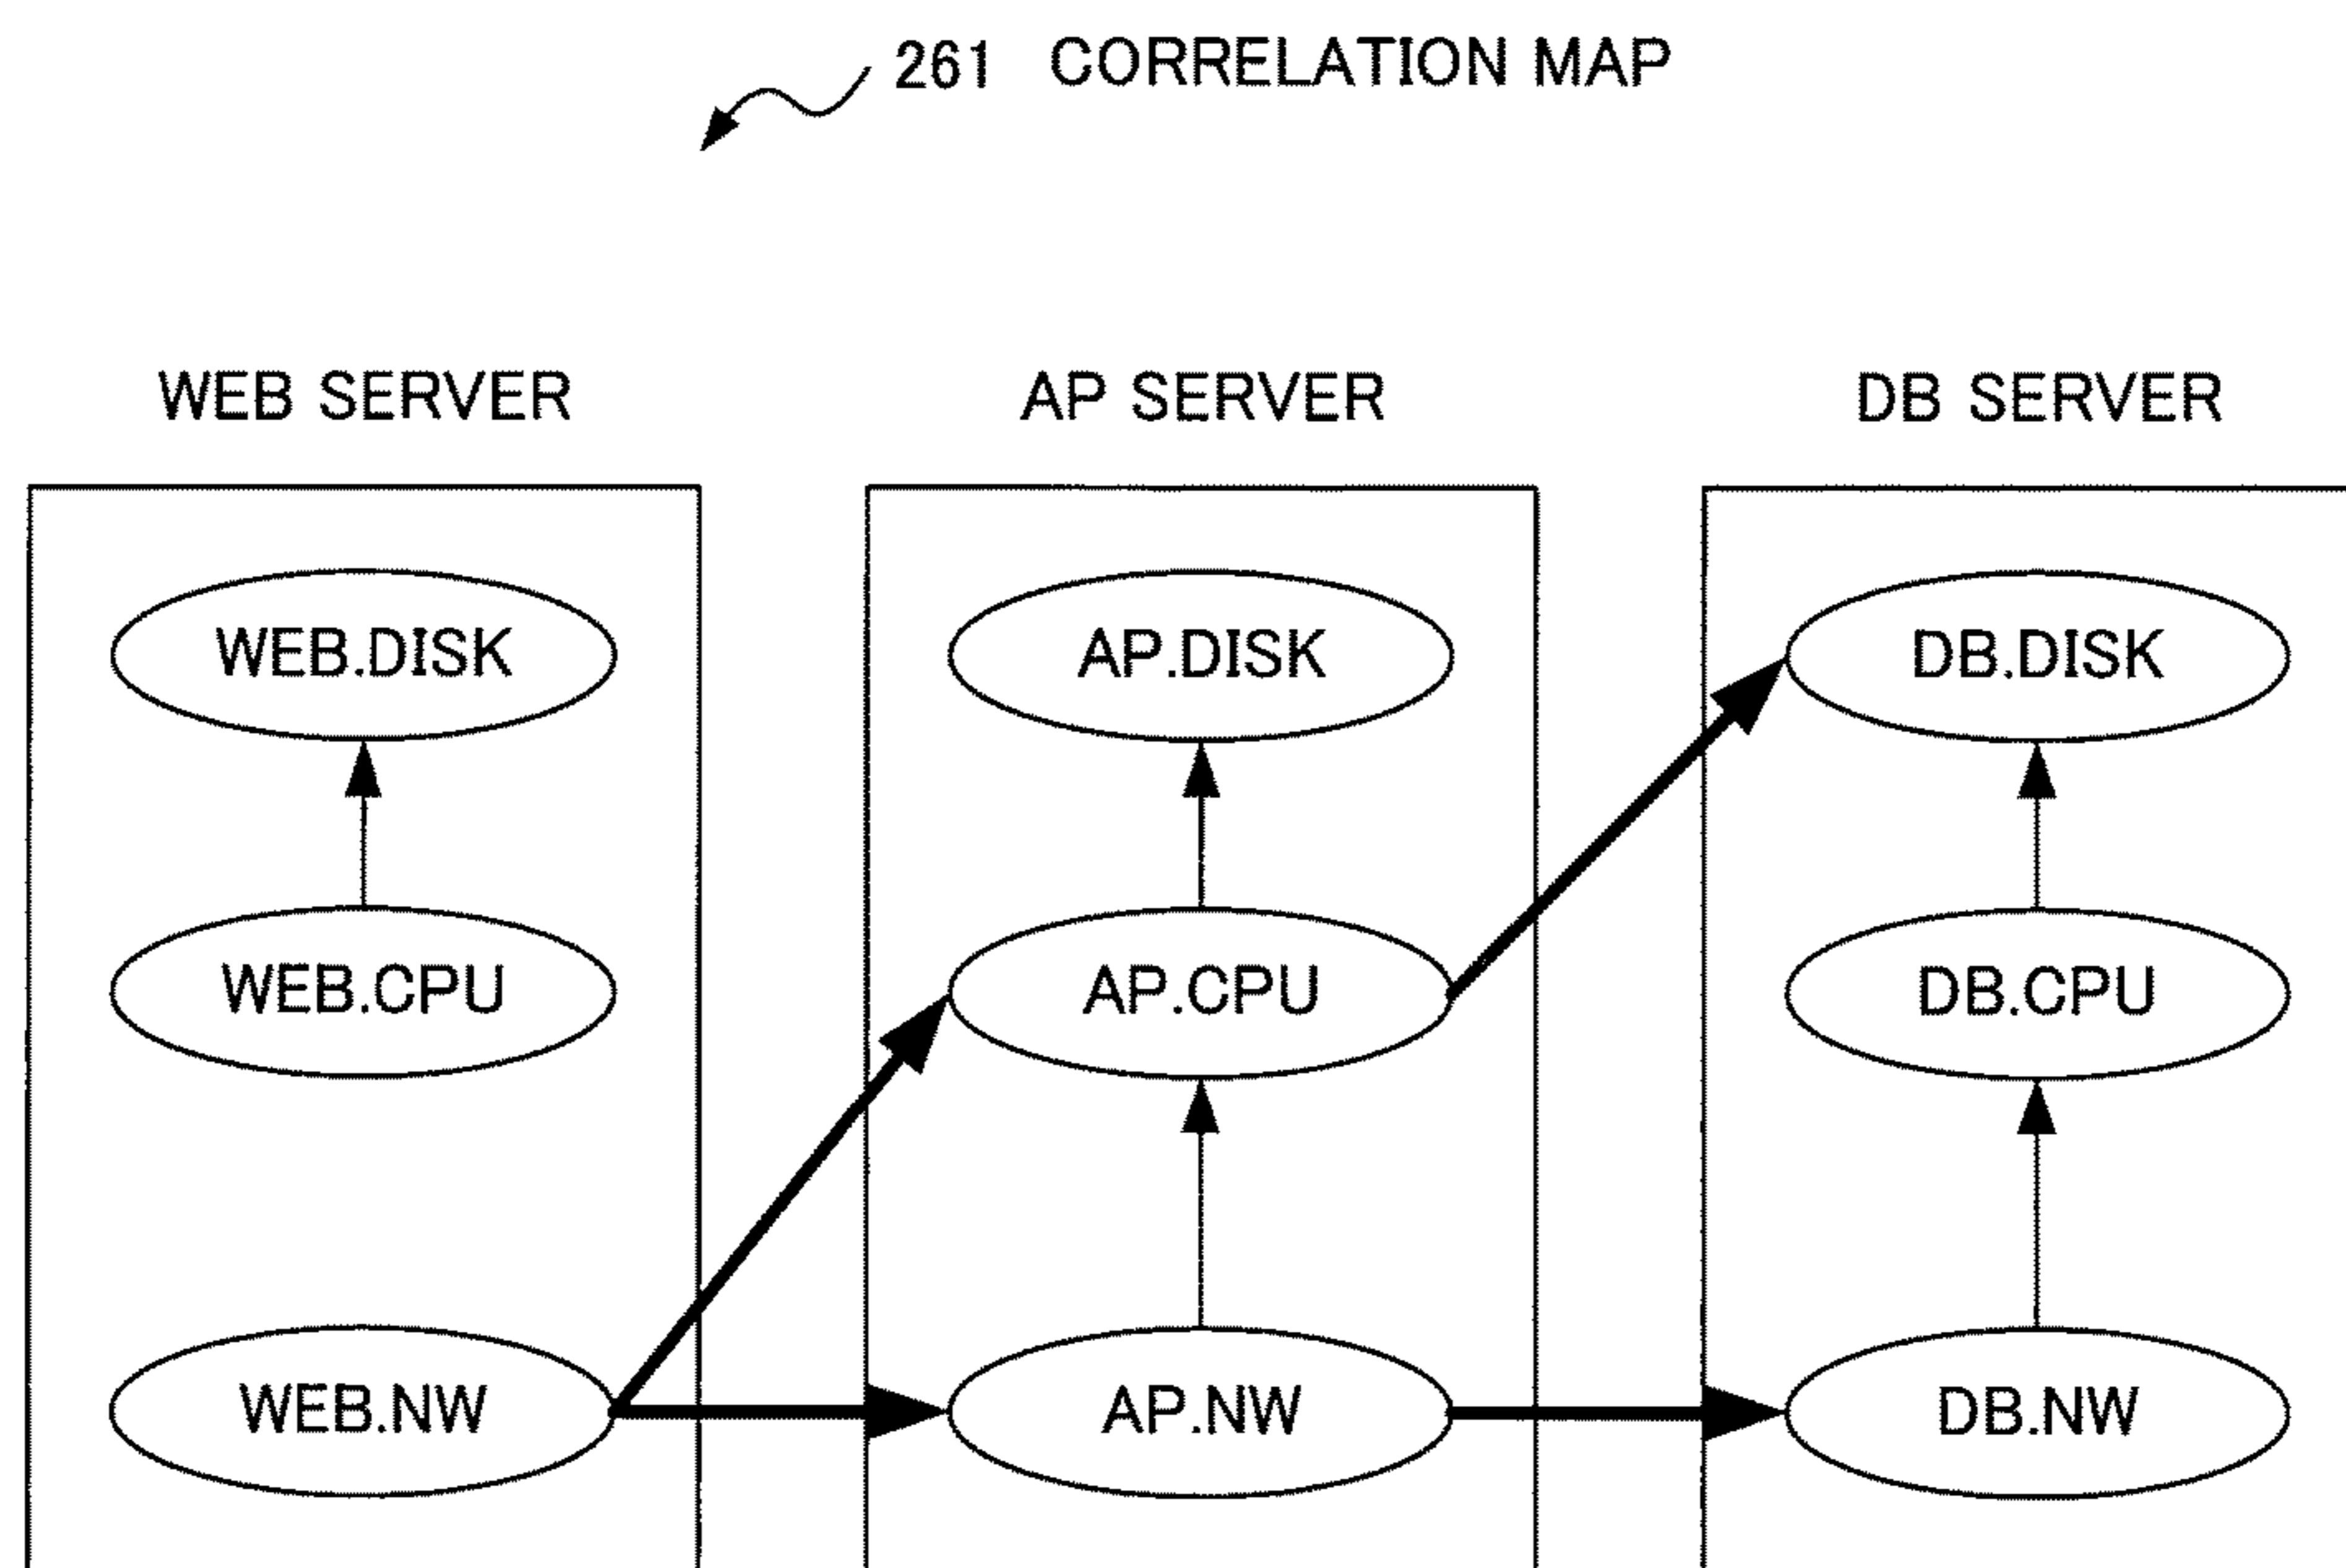 261 CORRELATION MAP
WEB SERVER
AP SERVER
DB SERVER
WEB.DISK
AP.DISK
DB.DISK
WEB.CPU
AP.CPU
DB.CPU
WEB.NW
AP.NW
DB.NW